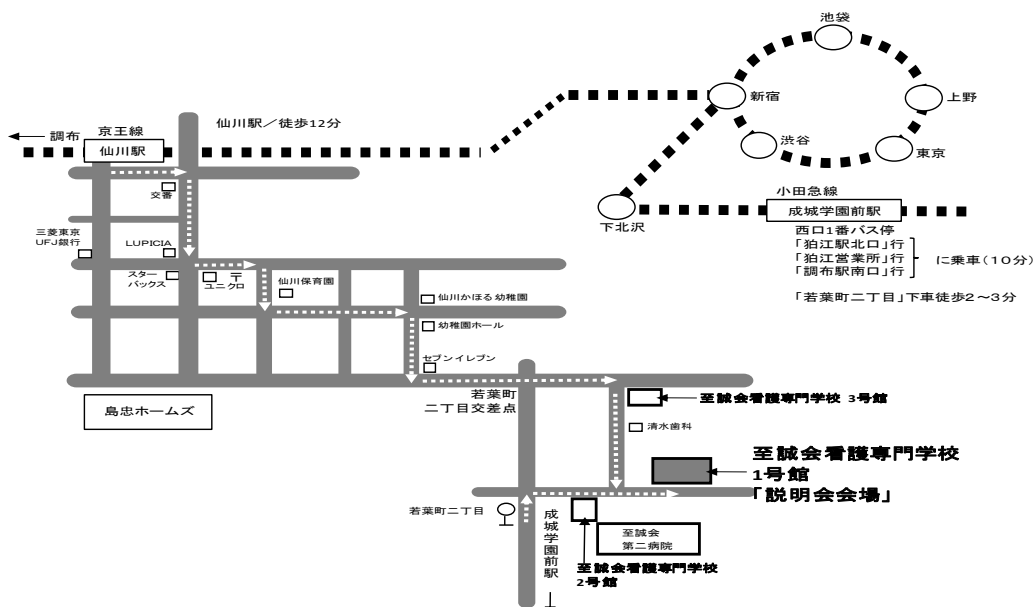 池袋
新宿
上野
渋谷
東京
調布
京王線
仙川駅
仙川駅／徒歩12分
交番
小田急線
成城学園前駅
下北沢
西口1番バス停
「狛江駅北口」行
「狛江営業所」行
「調布駅南口」行
に乗車（10分）
「若葉町二丁目」下車徒歩2～3分
三菱東京
UFJ銀行
LUPICIA
スター
バックス
ユニクロ
〒
仙川保育園
仙川かほる幼稚園
幼稚園ホール
セブンイレブン
島忠ホームズ
若葉町
二丁目交差点
至誠会看護専門学校 3号館
清水歯科
至誠会看護専門学校
1号館
「説明会会場」
若葉町二丁目
成城学園前駅
至誠会
第二病院
至誠会看護専門学校
2号館